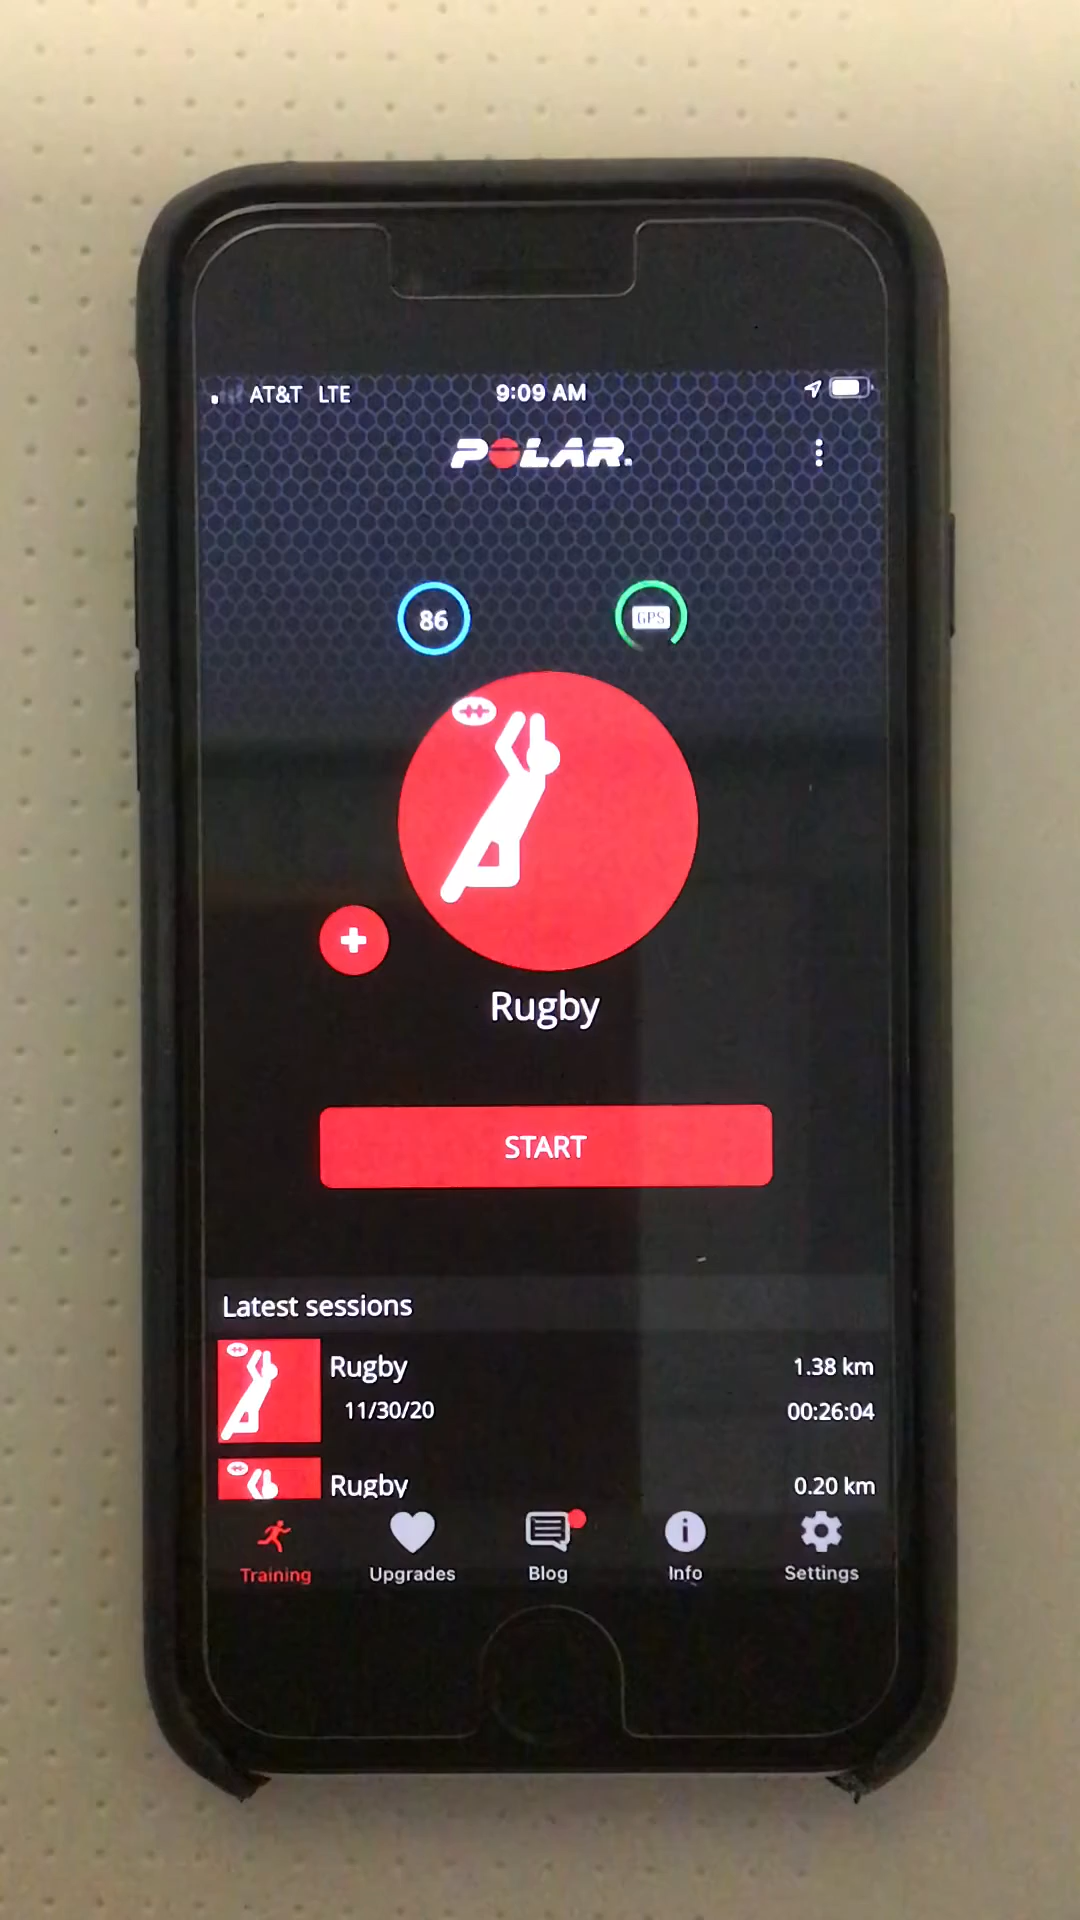 AT&T LTE 9:09 AM
POLAR
86 GPS
Rugby
START
Latest sessions
Rugby 1.38 km
11/30/20 00:26:04
Rugby 0.20 km
Training Upgrades Blog Info Settings